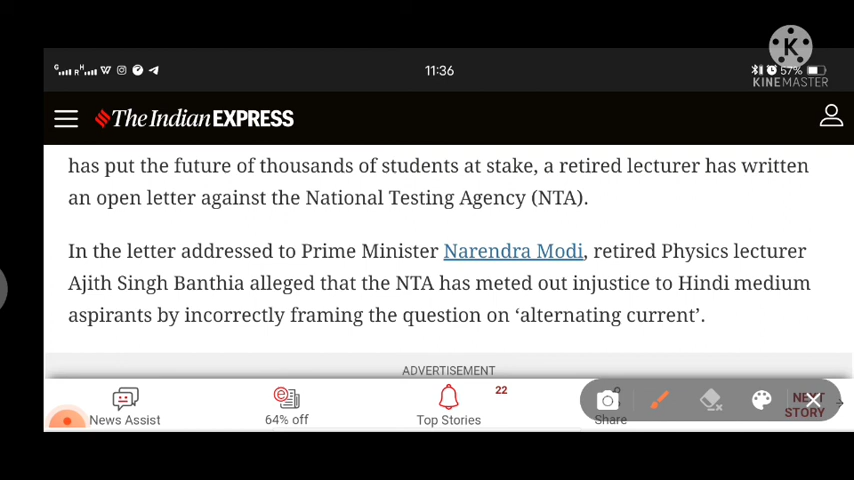 K
KINEMASTER
11:36
57%
The Indian EXPRESS
has put the future of thousands of students at stake, a retired lecturer has written
an open letter against the National Testing Agency (NTA).
In the letter addressed to Prime Minister Narendra Modi, retired Physics lecturer
Ajith Singh Banthia alleged that the NTA has meted out injustice to Hindi medium
aspirants by incorrectly framing the question on ‘alternating current’.
ADVERTISEMENT
News Assist
64% off
Top Stories
22
Share
NEXT
STORY